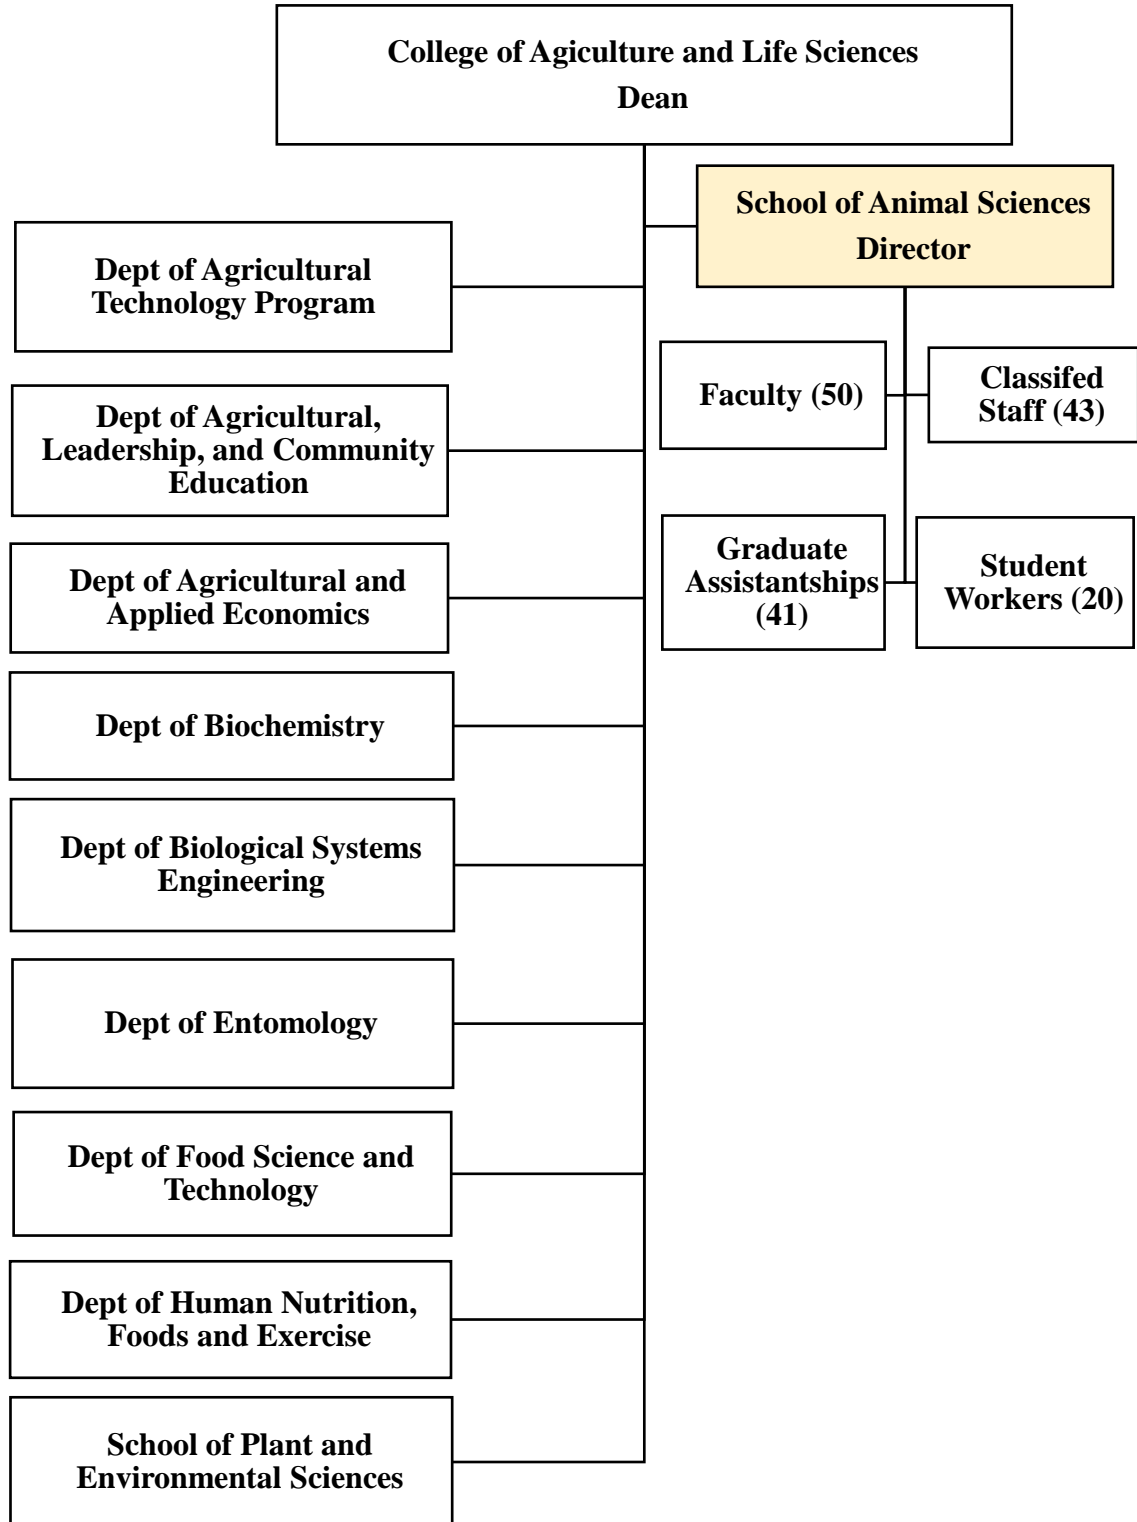 College of Agiculture and Life Sciences
Dean
School of Animal Sciences
Director
Dept of Agricultural
Technology Program
Faculty (50)
Classifed
Staff (43)
Dept of Agricultural,
Leadership, and Community
Education
Graduate
Assistantships
(41)
Student
Workers (20)
Dept of Agricultural and
Applied Economics
Dept of Biochemistry
Dept of Biological Systems
Engineering
Dept of Entomology
Dept of Food Science and
Technology
Dept of Human Nutrition,
Foods and Exercise
School of Plant and
Environmental Sciences